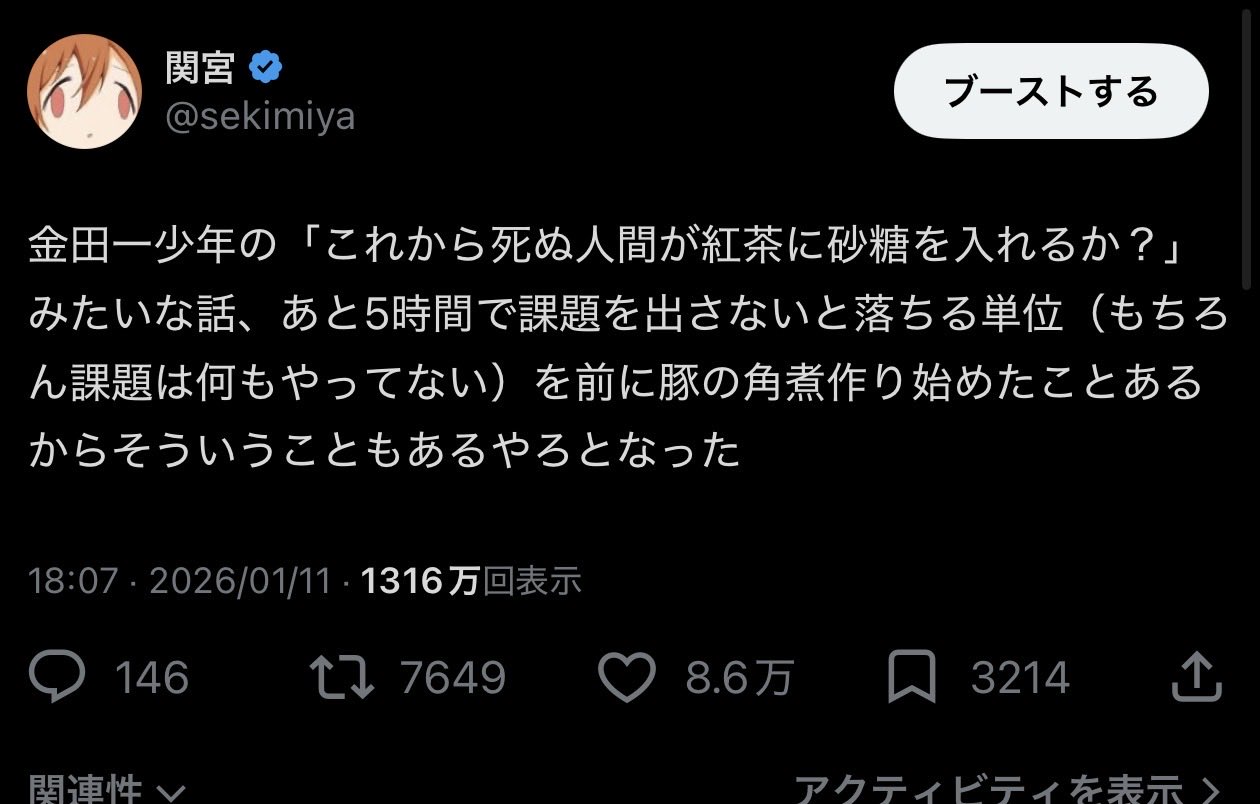 関宮
@sekimiya
ブーストする
金田一少年の「これから死ぬ人間が紅茶に砂糖を入れるか？」
みたいな話、あと5時間で課題を出さないと落ちる単位（もちろ
ん課題は何もやってない）を前に豚の角煮作り始めたことある
からそういうこともあるやろとなった
18:07 · 2026/01/11 · 1316万回表示
146 7649 8.6万 3214
関連性 アクティビティを表示